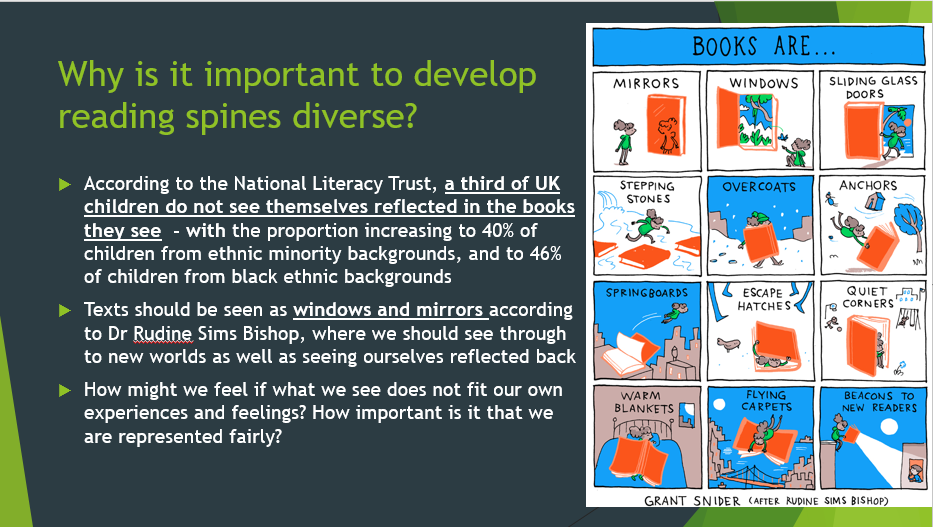 Why is it important to develop
reading spines diverse?
According to the National Literacy Trust, a third of UK
children do not see themselves reflected in the books
they see – with the proportion increasing to 40% of
children from ethnic minority backgrounds, and to 46%
of children from black ethnic backgrounds
Texts should be seen as windows and mirrors according
to Dr Rudine Sims Bishop, where we should see through
to new worlds as well as seeing ourselves reflected back
How might we feel if what we see does not fit our own
experiences and feelings? How important is it that we
are represented fairly?
BOOKS ARE...
MIRRORS
WINDOWS
SLIDING GLASS
DOORS
STEPPING
STONES
OVERCOATS
ANCHORS
SPRINGBOARDS
ESCAPE
HATCHES
QUIET
CORNERS
WARM
BLANKETS
FLYING
CARPETS
BEACONS TO
NEW READERS
GRANT SNIDER (AFTER RUDINE SIMS BISHOP)